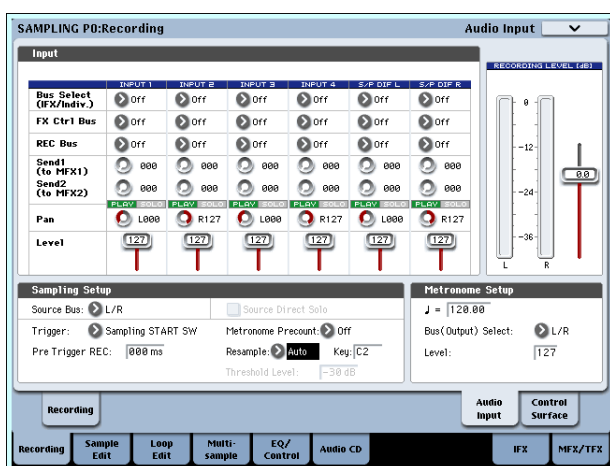 SAMPLING P0:Recording Audio Input
Input
RECORDING LEVEL [dB]
INPUT 1 INPUT 2 INPUT 3 INPUT 4 S/P DIF L S/P DIF R
Bus Select (IFX/Indiv.) Off Off Off Off Off Off
FX Ctrl Bus Off Off Off Off Off Off
REC Bus Off Off Off Off Off Off
Send1 (to MFX1) 000 000 000 000 000 000
Send2 (to MFX2) 000 000 000 000 000 000
PLAY SOLO PLAY SOLO PLAY SOLO PLAY SOLO PLAY SOLO PLAY SOLO
Pan L000 R127 L000 R127 L000 R127
Level 127 127 127 127 127 127
0
-12
-24
-36
0.0
L R
Sampling Setup
Source Bus: L/R Source Direct Solo
Trigger: Sampling START SW Metronome Precount: Off
Pre Trigger REC: 000 ms Resample: Auto Key: C2
Threshold Level: -30 dB
Metronome Setup
♩ = 120.00
Bus(Output) Select: L/R
Level: 127
Recording Audio Input Control Surface
Recording Sample Edit Loop Edit Multi-sample EQ/Control Audio CD IFX MFX/TFX